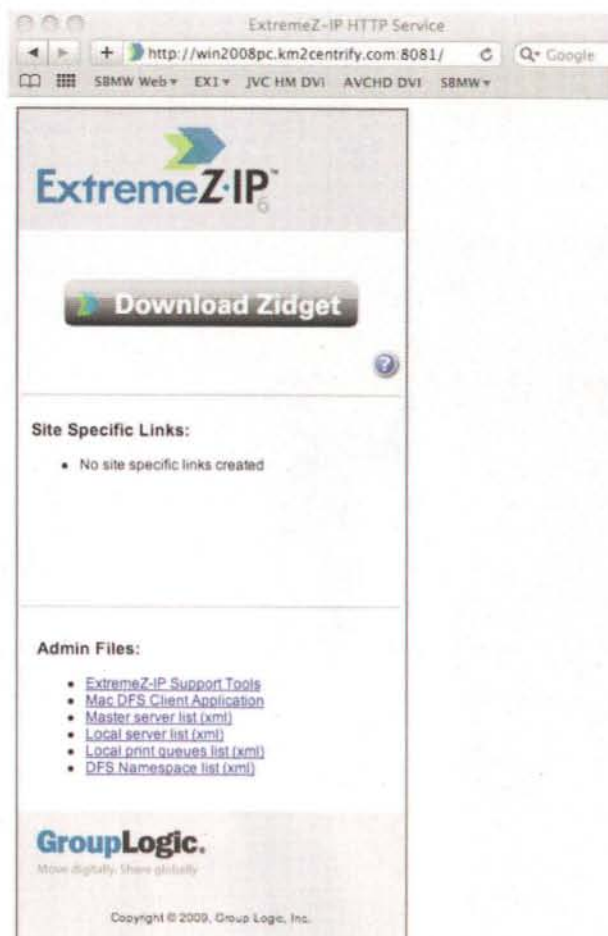 ExtremeZ-IP HTTP Service
http://win2008pc.km2centrify.com:8081/
Google
SBMW Web EX1 JVC HM DVi AVCHD DVI SBMW
ExtremeZ·IP™
6
Download Zidget
?
Site Specific Links:
• No site specific links created
Admin Files:
• ExtremeZ-IP Support Tools
• Mac DFS Client Application
• Master server list (xml)
• Local server list (xml)
• Local print queues list (xml)
• DFS Namespace list (xml)
GroupLogic.
Move digitally. Share globally
Copyright © 2009, Group Logic, Inc.